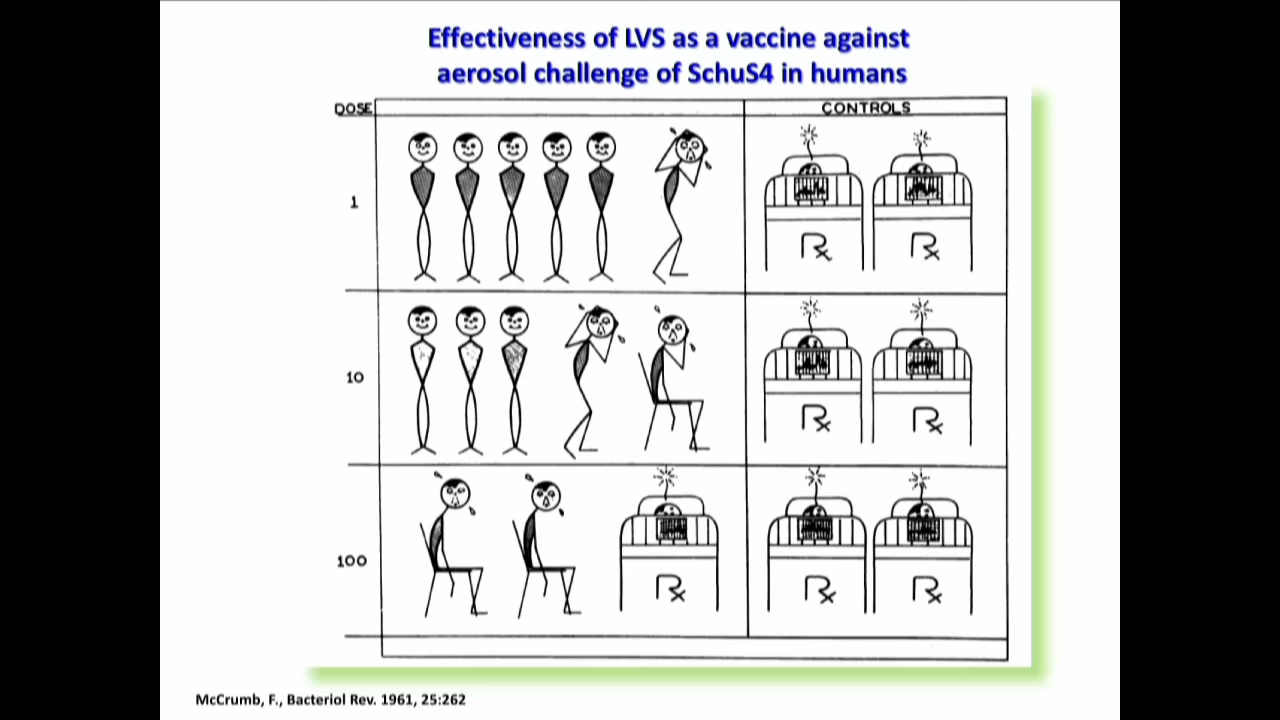 Effectiveness of LVS as a vaccine against
aerosol challenge of SchuS4 in humans
DOSE CONTROLS
1
Rx Rx
10
Rx Rx
100
Rx Rx Rx
McCrumb, F., Bacteriol Rev. 1961, 25:262